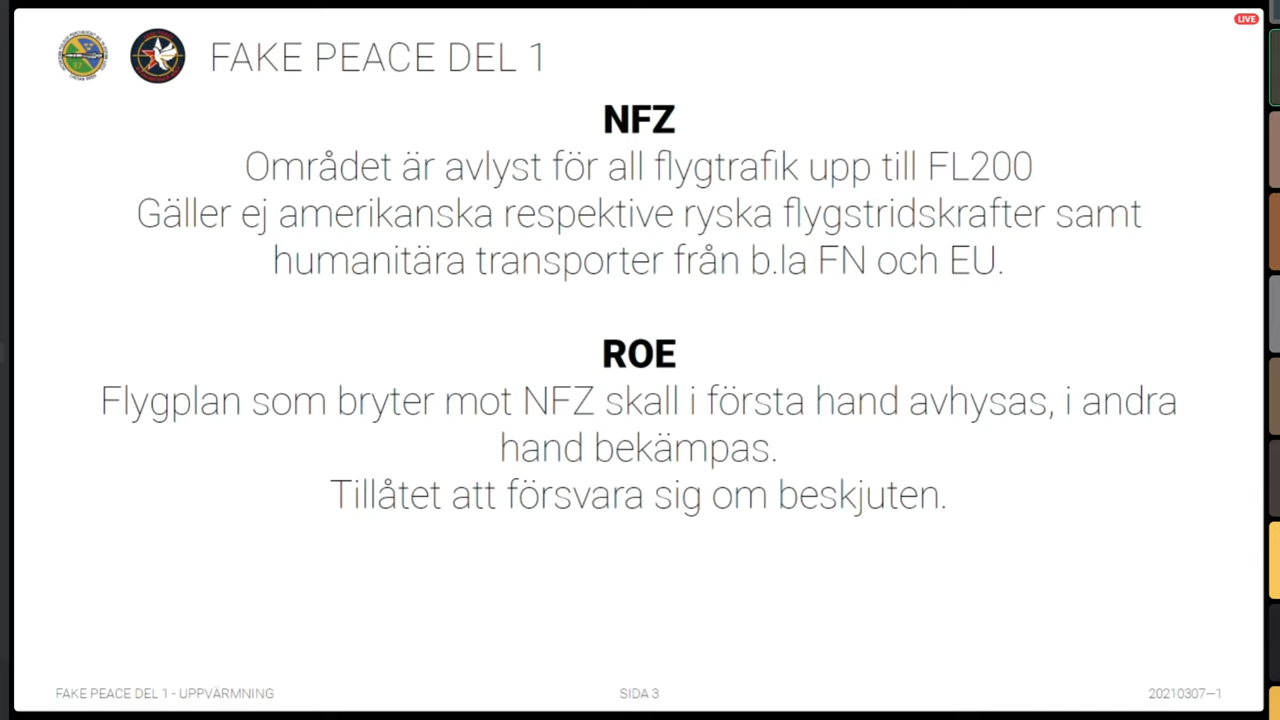 LIVE
FAKE PEACE DEL 1
NFZ
Området är avlyst för all flygtrafik upp till FL200
Gäller ej amerikanska respektive ryska flygstridskrafter samt
humanitära transporter från b.la FN och EU.
ROE
Flygplan som bryter mot NFZ skall i första hand avhysas, i andra
hand bekämpas.
Tillåtet att försvara sig om beskjuten.
FAKE PEACE DEL 1 - UPPVÄRMNING
SIDA 3
20210307—1